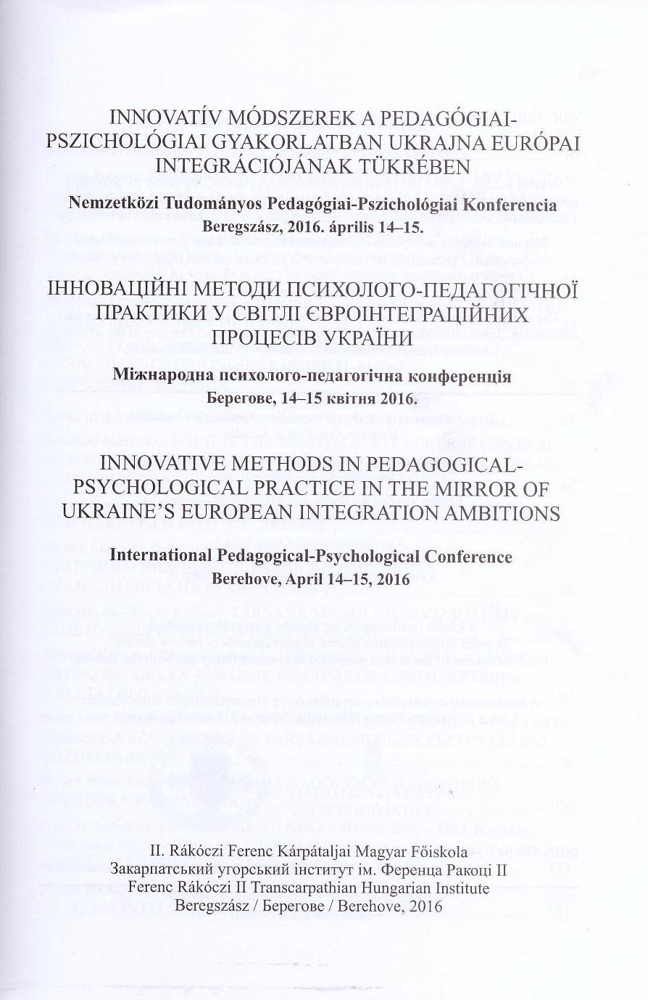 INNOVATÍV MÓDSZEREK A PEDAGÓGIAI-
PSZICHOLÓGIAI GYAKORLATBAN UKRAJNA EURÓPAI
INTEGRÁCIÓJÁNAK TÜKRÉBEN
Nemzetközi Tudományos Pedagógiai-Pszichológiai Konferencia
Beregszász, 2016. április 14–15.
ІННОВАЦІЙНІ МЕТОДИ ПСИХОЛОГО-ПЕДАГОГІЧНОЇ
ПРАКТИКИ У СВІТЛІ ЄВРОІНТЕГРАЦІЙНИХ
ПРОЦЕСІВ УКРАЇНИ
Міжнародна психолого-педагогічна конференція
Берегове, 14–15 квітня 2016.
INNOVATIVE METHODS IN PEDAGOGICAL-
PSYCHOLOGICAL PRACTICE IN THE MIRROR OF
UKRAINE’S EUROPEAN INTEGRATION AMBITIONS
International Pedagogical-Psychological Conference
Berehove, April 14–15, 2016
II. Rákóczi Ferenc Kárpátaljai Magyar Főiskola
Закарпатський угорський інститут ім. Ференца Ракоці II
Ferenc Rákóczi II Transcarpathian Hungarian Institute
Beregszász / Берегове / Berehove, 2016